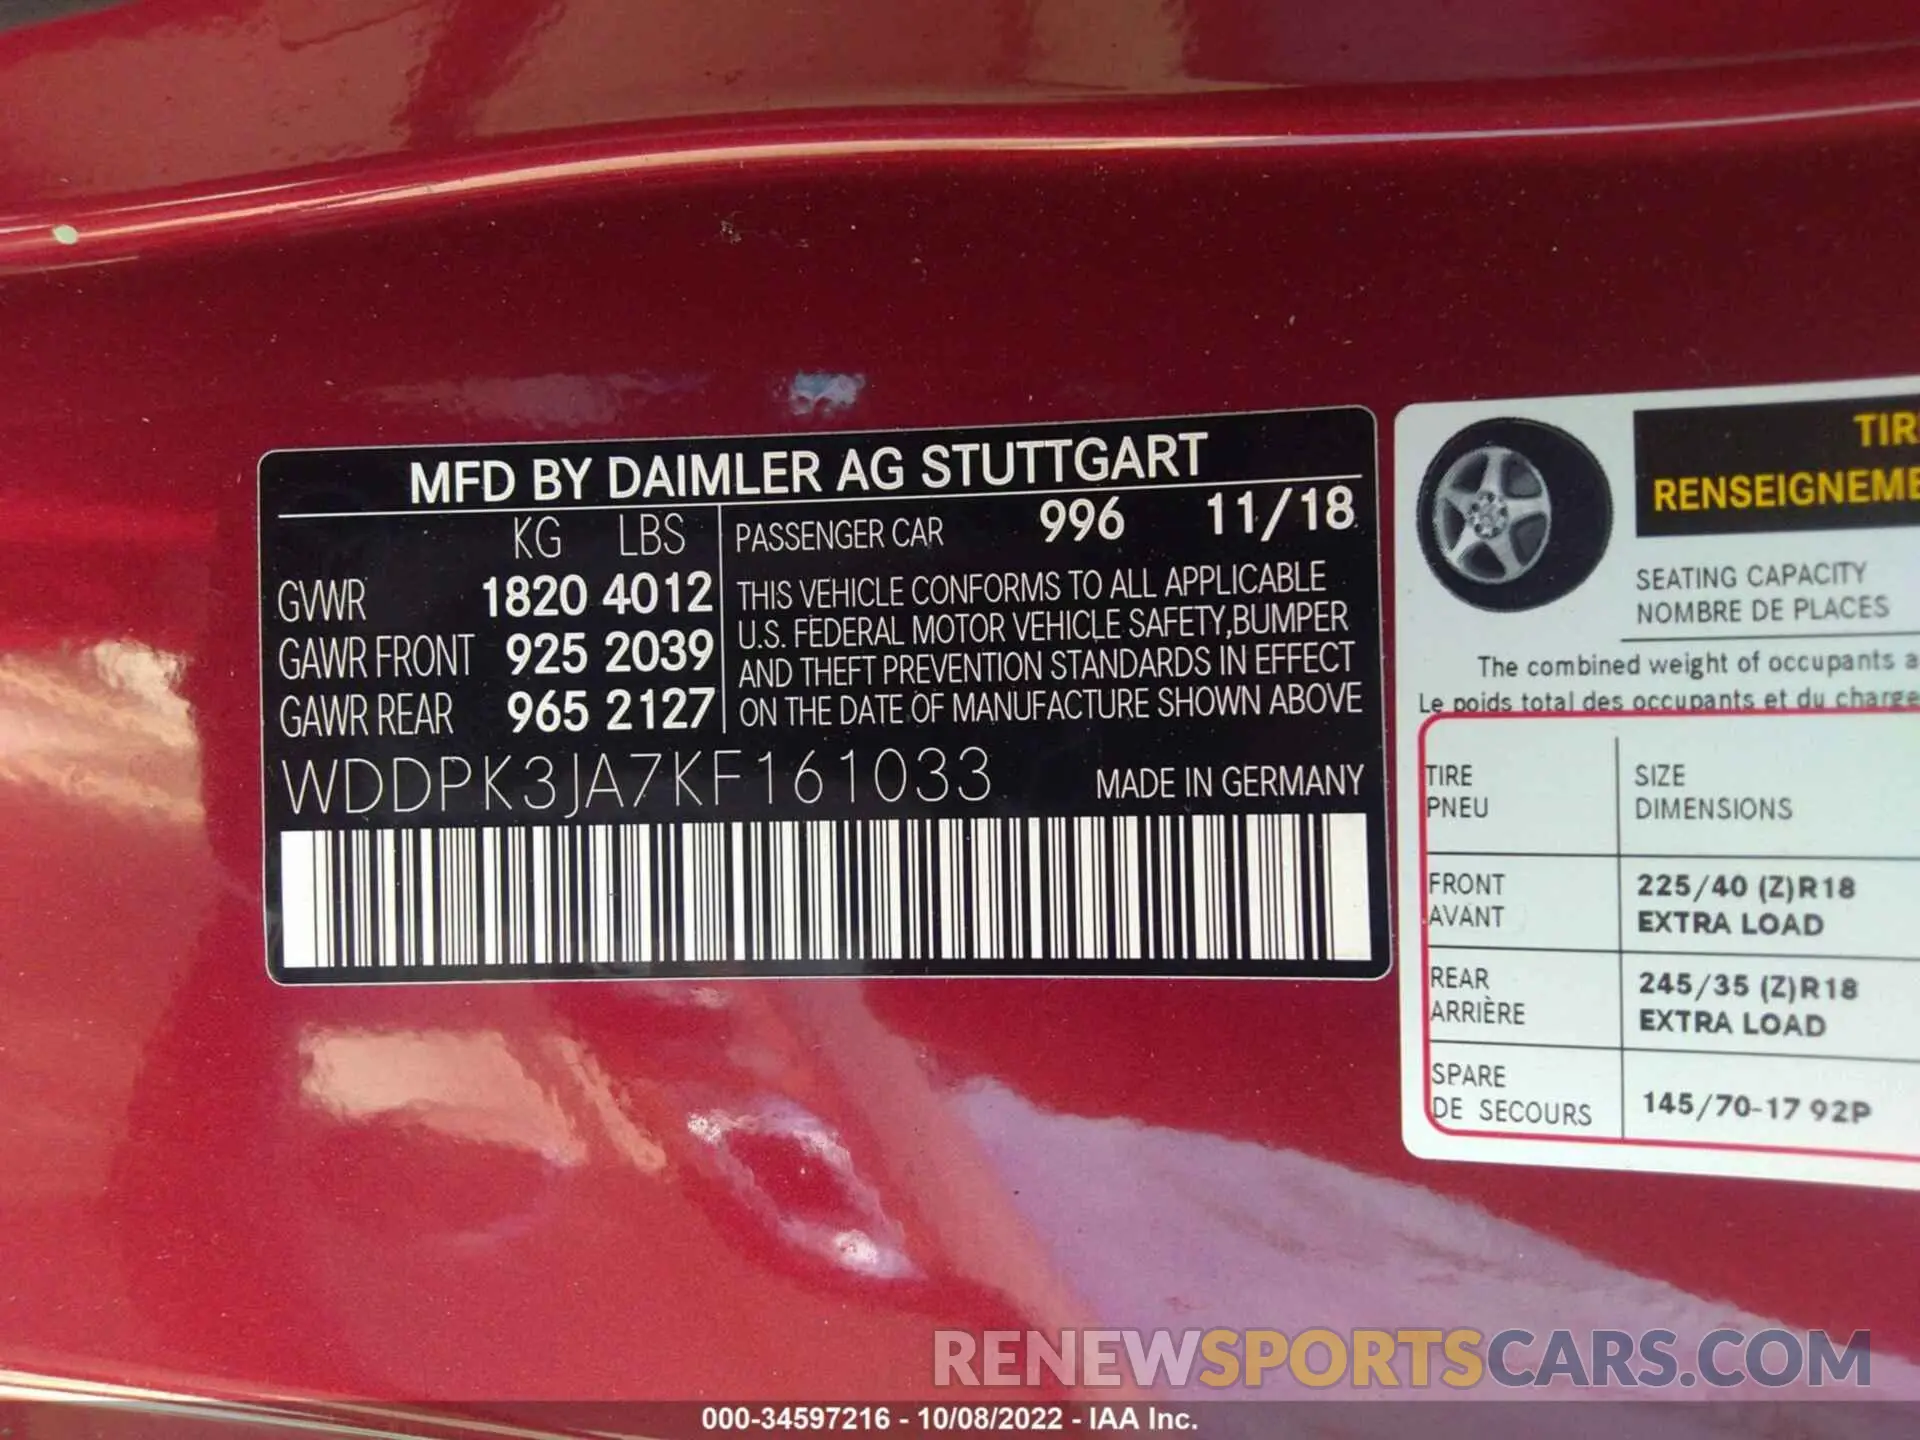 MFD BY DAIMLER AG STUTTGART
KG LBS
PASSENGER CAR 996 11/18
GVWR 1820 4012
GAWR FRONT 925 2039
GAWR REAR 965 2127
THIS VEHICLE CONFORMS TO ALL APPLICABLE
U.S. FEDERAL MOTOR VEHICLE SAFETY,BUMPER
AND THEFT PREVENTION STANDARDS IN EFFECT
ON THE DATE OF MANUFACTURE SHOWN ABOVE
WDDPK3JA7KF161033 MADE IN GERMANY
TIR
RENSEIGNEME
SEATING CAPACITY
NOMBRE DE PLACES
The combined weight of occupants a
Le poids total des occupants et du charge
TIRE
PNEU
SIZE
DIMENSIONS
FRONT
AVANT
225/40 (Z)R18
EXTRA LOAD
REAR
ARRIÈRE
245/35 (Z)R18
EXTRA LOAD
SPARE
DE SECOURS
145/70-17 92P
RENEWSPORTSCARS.COM
000-34597216 - 10/08/2022 - IAA Inc.